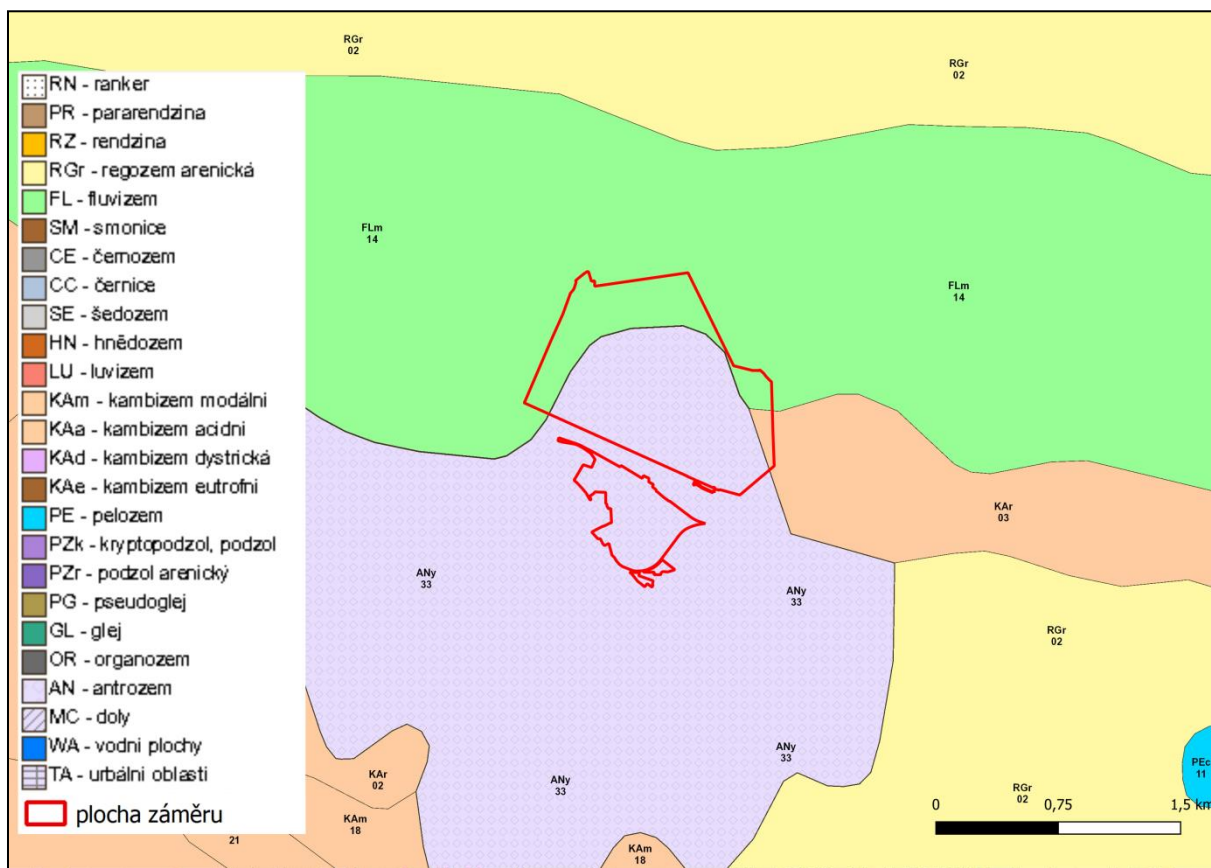 RN - ranker
PR - pararendzina
RZ - rendzina
RGr - regozem arenická
FL - fluvizem
SM - smonice
CE - černozem
CC - černice
SE - šedozem
HN - hnědozem
LU - luvizem
KAm - kambizem modální
KAa - kambizem acidní
KAd - kambizem dystrická
KAe - kambizem eutrofní
PE - pelozem
PZk - kryptopodzol, podzol
PZr - podzol arenický
PG - pseudoglej
GL - glej
OR - organozem
AN - antrozem
MC - doly
WA - vodní plochy
TA - urbální oblasti
plocha záměru
RGr
02
RGr
02
FLm
14
FLm
14
KAr
03
ANy
33
ANy
33
RGr
02
ANy
33
ANy
33
KAr
02
KAm
18
21
KAm
18
PEc
11
RGr
02
0 0,75 1,5 km